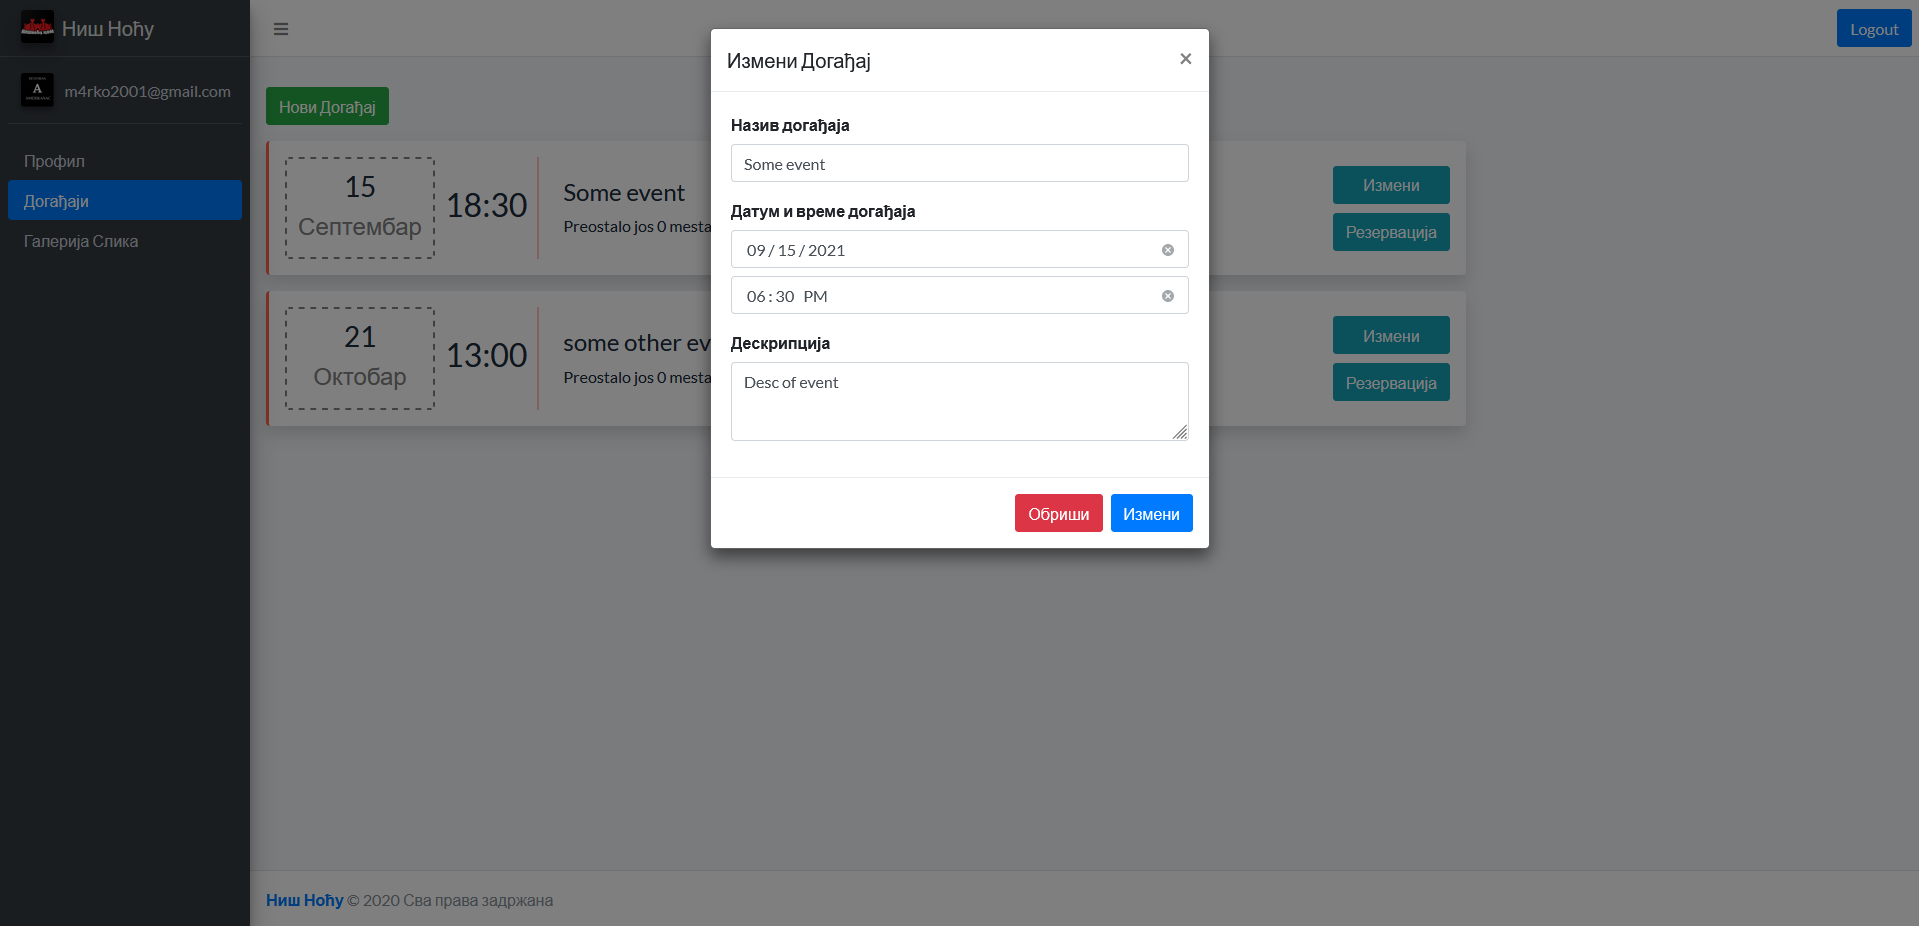 Ниш Ноћу
m4rko2001@gmail.com
Профил
Догађаји
Галерија Слика
Logout
Нови Догађај
15
Септембар
18:30
Some event
Preostalo jos 0 mesta
Измени
Резервација
21
Октобар
13:00
some other ev
Preostalo jos 0 mesta
Измени
Резервација
Измени Догађај
×
Назив догађаја
Some event
Датум и време догађаја
09 / 15 / 2021
06 : 30 PM
Дескрипција
Desc of event
Обриши Измени
Ниш Ноћу © 2020 Сва права задржана